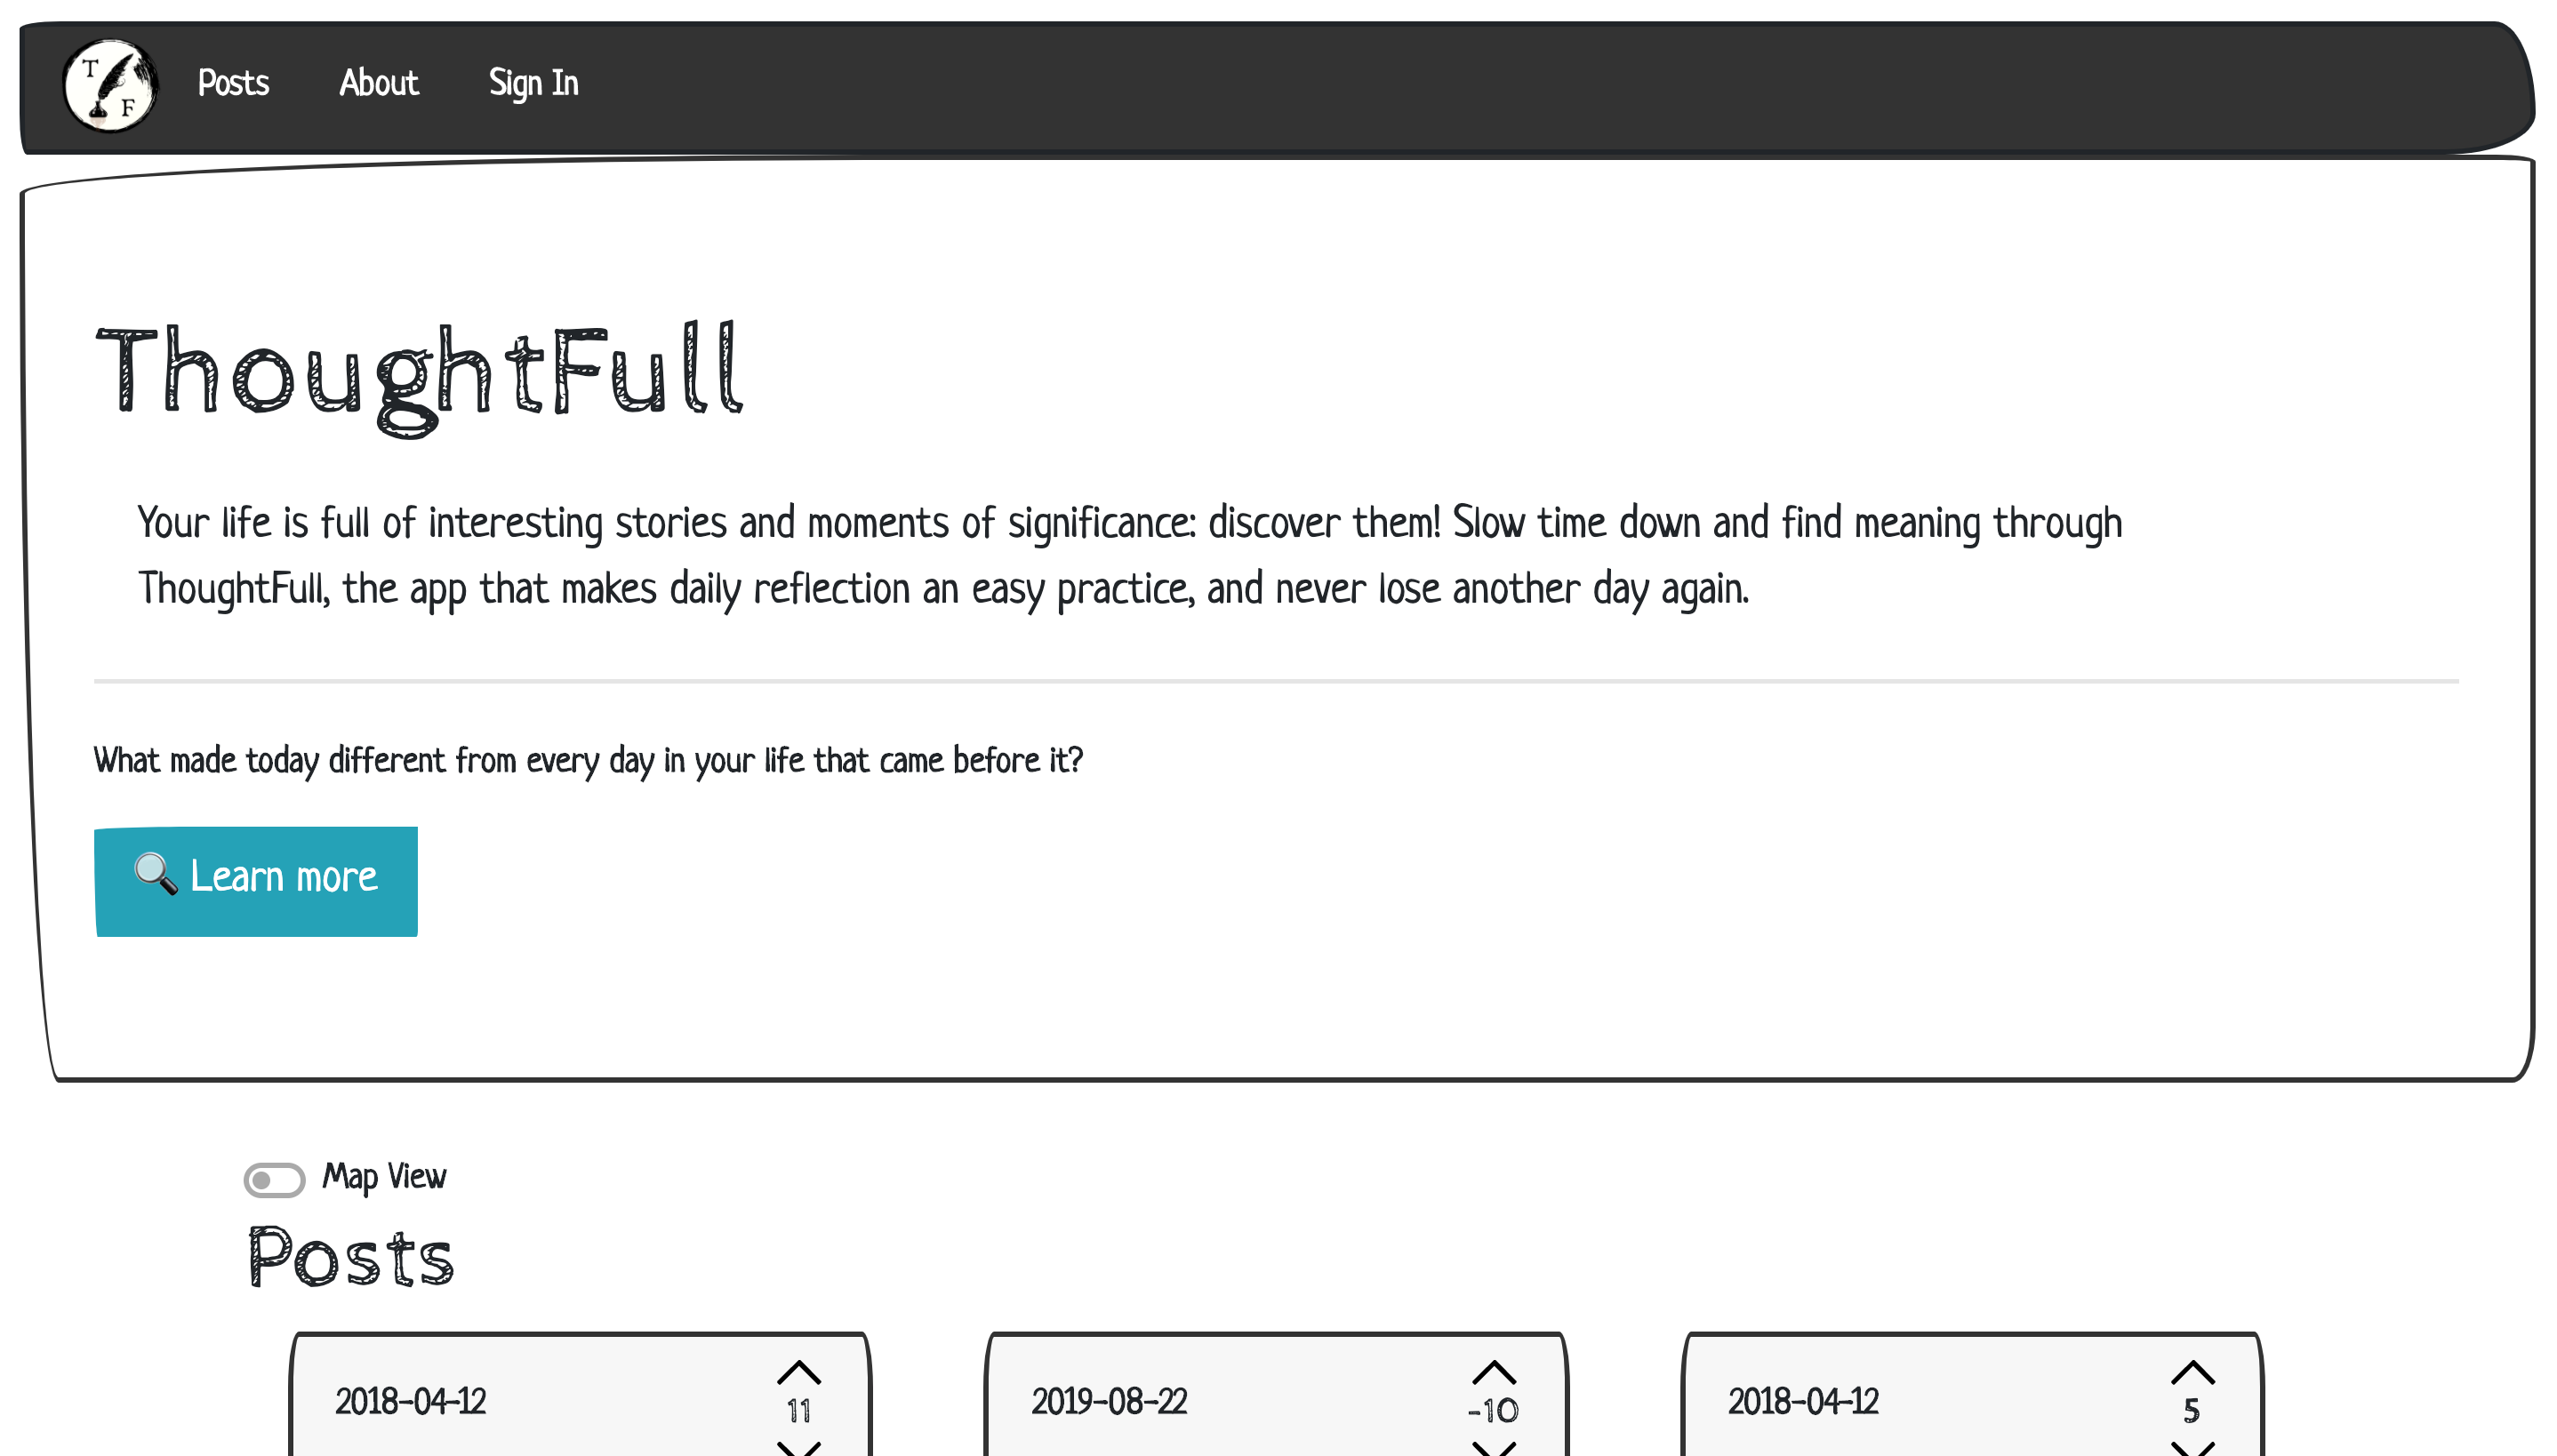 T
F
Posts About Sign In
ThoughtFull
Your life is full of interesting stories and moments of significance: discover them! Slow time down and find meaning through
ThoughtFull, the app that makes daily reflection an easy practice, and never lose another day again.
What made today different from every day in your life that came before it?
🔍 Learn more
Map View
Posts
2018-04-12 11
2019-08-22 -10
2018-04-12 5